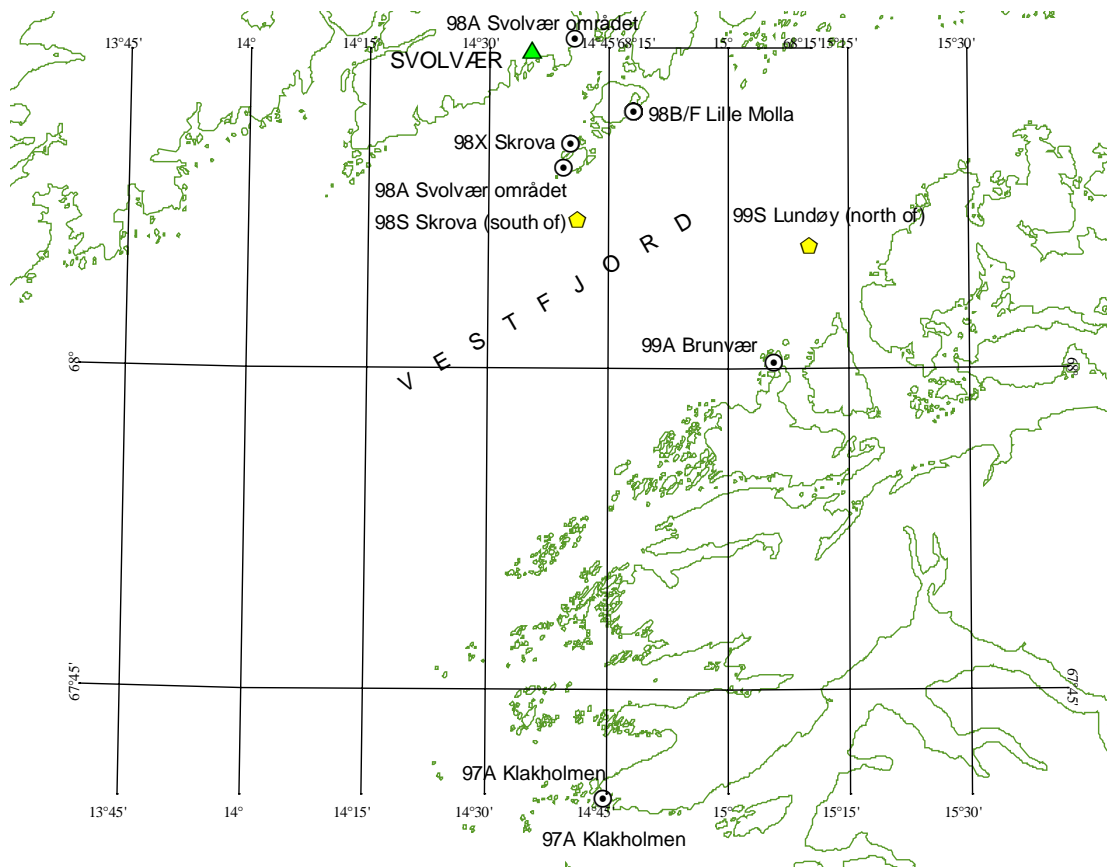 98A Svolvær området
13°45'
14°
14°15'
14°30'
14°45'
68°15'
15°
68°15'
15°15'
15°30'
SVOLVÆR
98B/F Lille Molla
98X Skrova
98A Svolvær området
98S Skrova (south of)
99S Lundøy (north of)
VESTFJORD
99A Brunvær
68°
68°
67°45'
67°45'
97A Klakholmen
13°45'
14°
14°15'
14°30'
14°45'
15°
15°15'
15°30'
97A Klakholmen